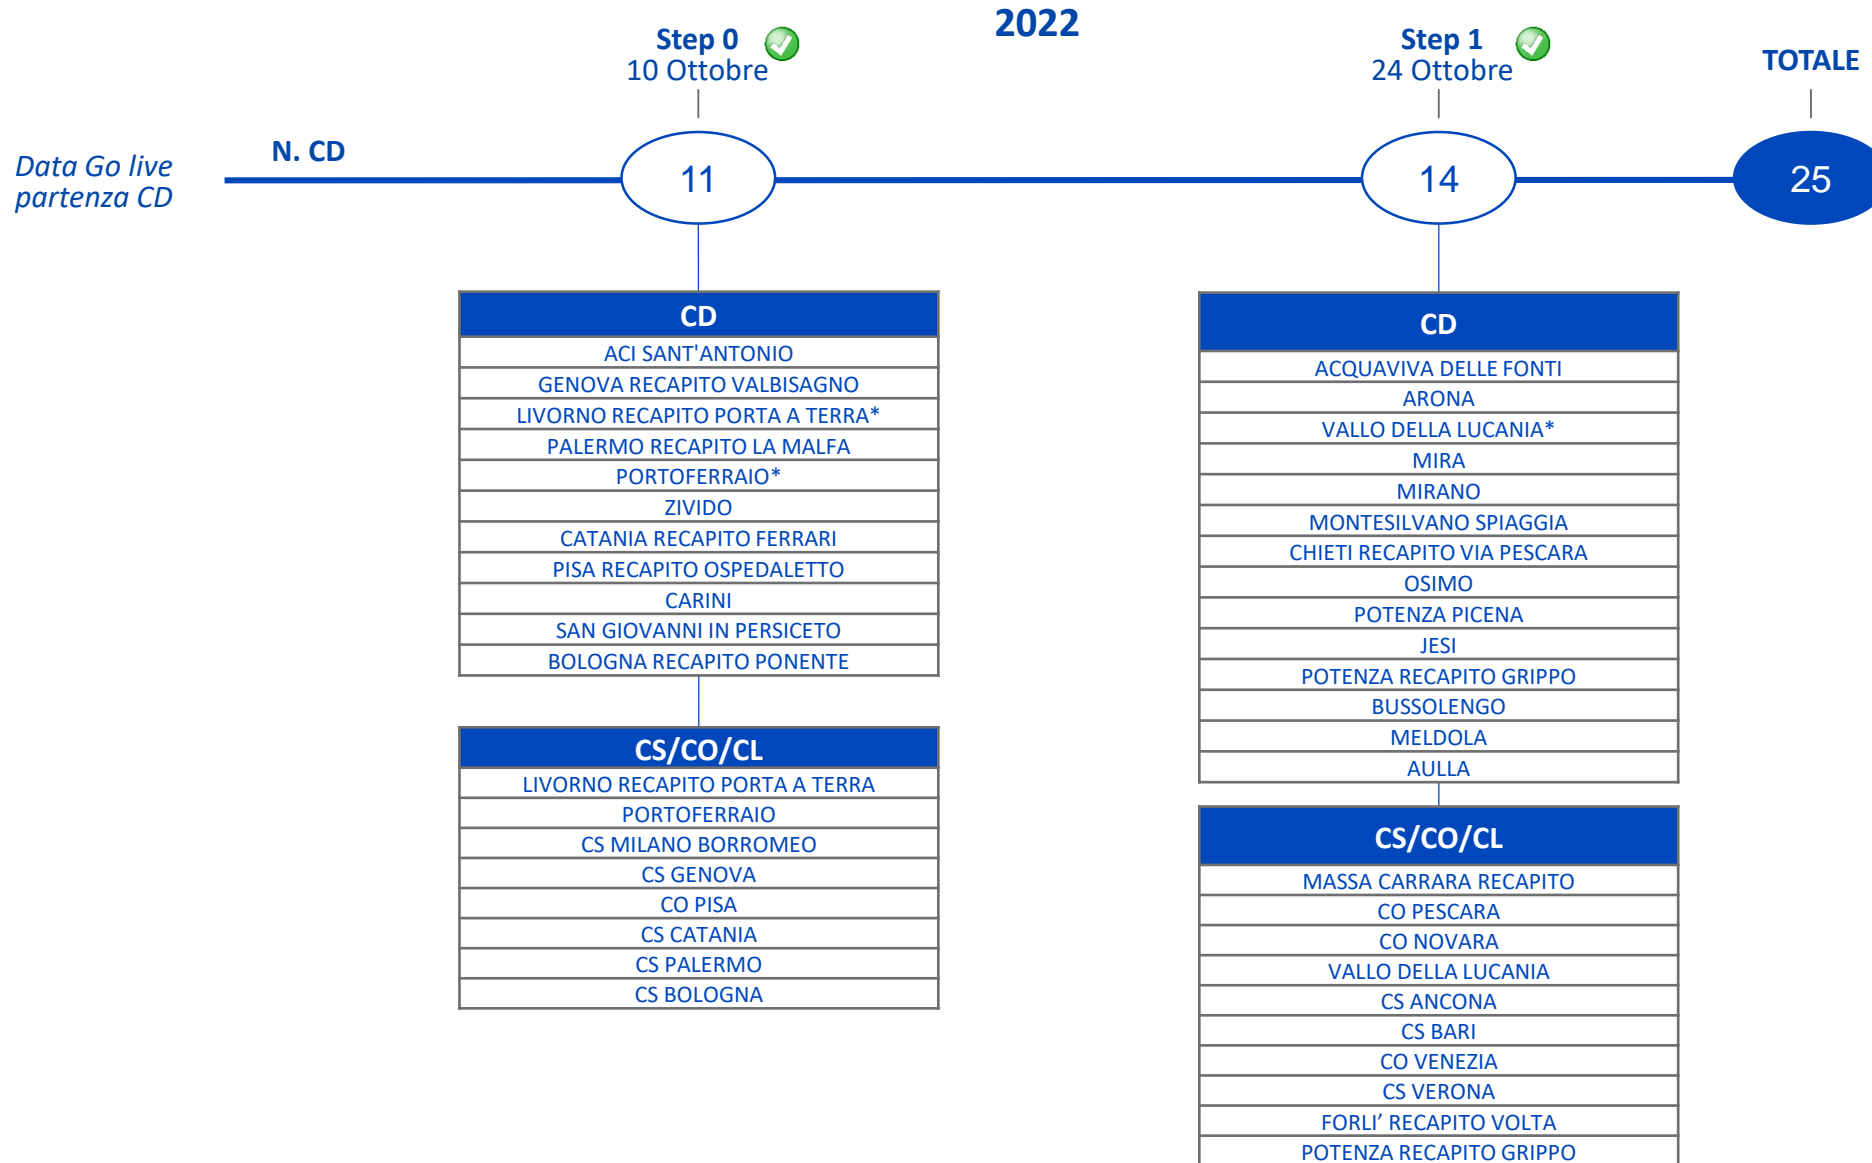 2022
Step 0
10 Ottobre
Step 1
24 Ottobre
TOTALE
Data Go live
partenza CD
N. CD
11
14
25
CD
ACI SANT'ANTONIO
GENOVA RECAPITO VALBISAGNO
LIVORNO RECAPITO PORTA A TERRA*
PALERMO RECAPITO LA MALFA
PORTOFERRAIO*
ZIVIDO
CATANIA RECAPITO FERRARI
PISA RECAPITO OSPEDALETTO
CARINI
SAN GIOVANNI IN PERSICETO
BOLOGNA RECAPITO PONENTE
CS/CO/CL
LIVORNO RECAPITO PORTA A TERRA
PORTOFERRAIO
CS MILANO BORROMEO
CS GENOVA
CO PISA
CS CATANIA
CS PALERMO
CS BOLOGNA
CD
ACQUAVIVA DELLE FONTI
ARONA
VALLO DELLA LUCANIA*
MIRA
MIRANO
MONTESILVANO SPIAGGIA
CHIETI RECAPITO VIA PESCARA
OSIMO
POTENZA PICENA
JESI
POTENZA RECAPITO GRIPPO
BUSSOLENGO
MELDOLA
AULLA
CS/CO/CL
MASSA CARRARA RECAPITO
CO PESCARA
CO NOVARA
VALLO DELLA LUCANIA
CS ANCONA
CS BARI
CO VENEZIA
CS VERONA
FORLI’ RECAPITO VOLTA
POTENZA RECAPITO GRIPPO